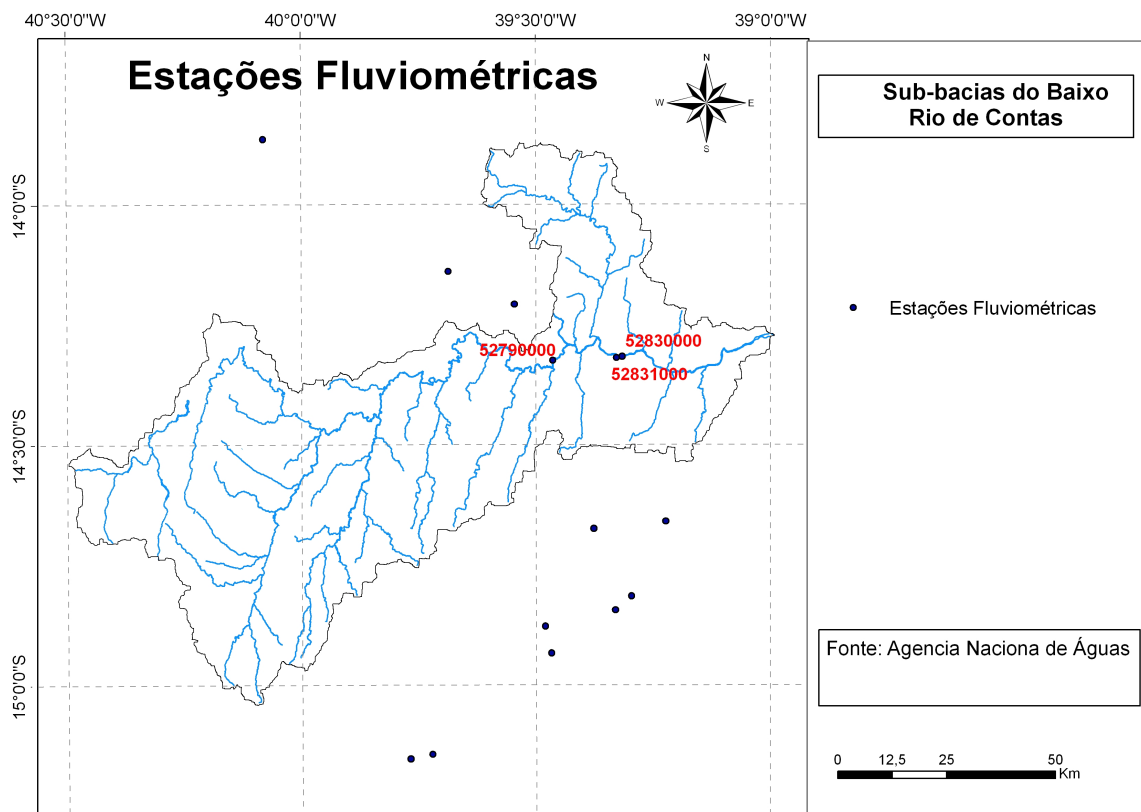 40°30'0"W
40°0'0"W
39°30'0"W
39°0'0"W
Estações Fluviométricas
N
W
E
S
14°0'0"S
14°30'0"S
15°0'0"S
52790000
52830000
52831000
Sub-bacias do Baixo
Rio de Contas
Estações Fluviométricas
Fonte: Agencia Naciona de Águas
0 12,5 25 50
Km